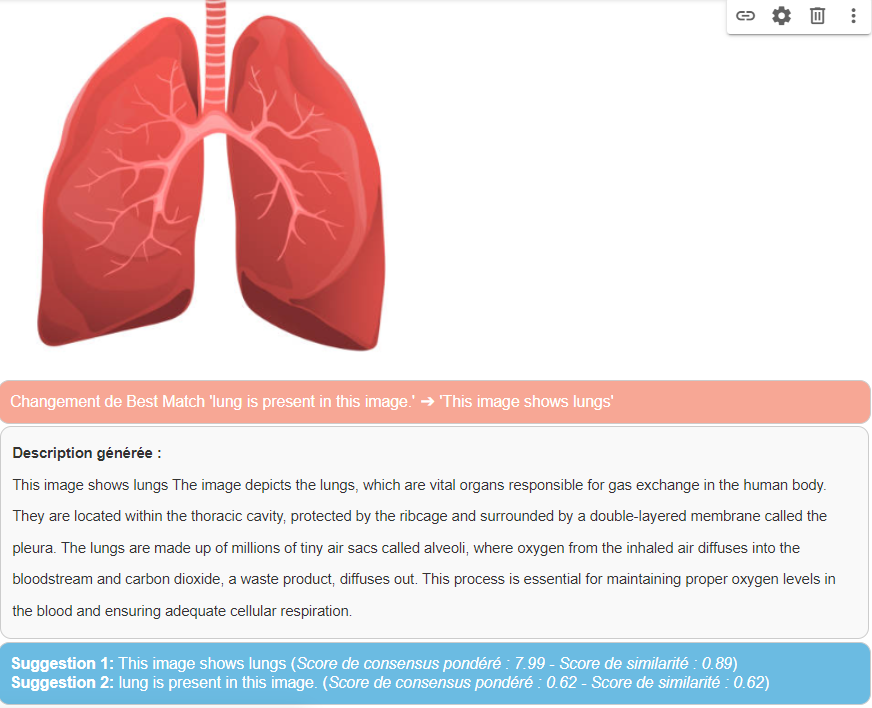 Changement de Best Match 'lung is present in this image.' ➔ 'This image shows lungs'
Description générée :
This image shows lungs The image depicts the lungs, which are vital organs responsible for gas exchange in the human body.
They are located within the thoracic cavity, protected by the ribcage and surrounded by a double-layered membrane called the
pleura. The lungs are made up of millions of tiny air sacs called alveoli, where oxygen from the inhaled air diffuses into the
bloodstream and carbon dioxide, a waste product, diffuses out. This process is essential for maintaining proper oxygen levels in
the blood and ensuring adequate cellular respiration.
Suggestion 1: This image shows lungs (Score de consensus pondéré : 7.99 - Score de similarité : 0.89)
Suggestion 2: lung is present in this image. (Score de consensus pondéré : 0.62 - Score de similarité : 0.62)